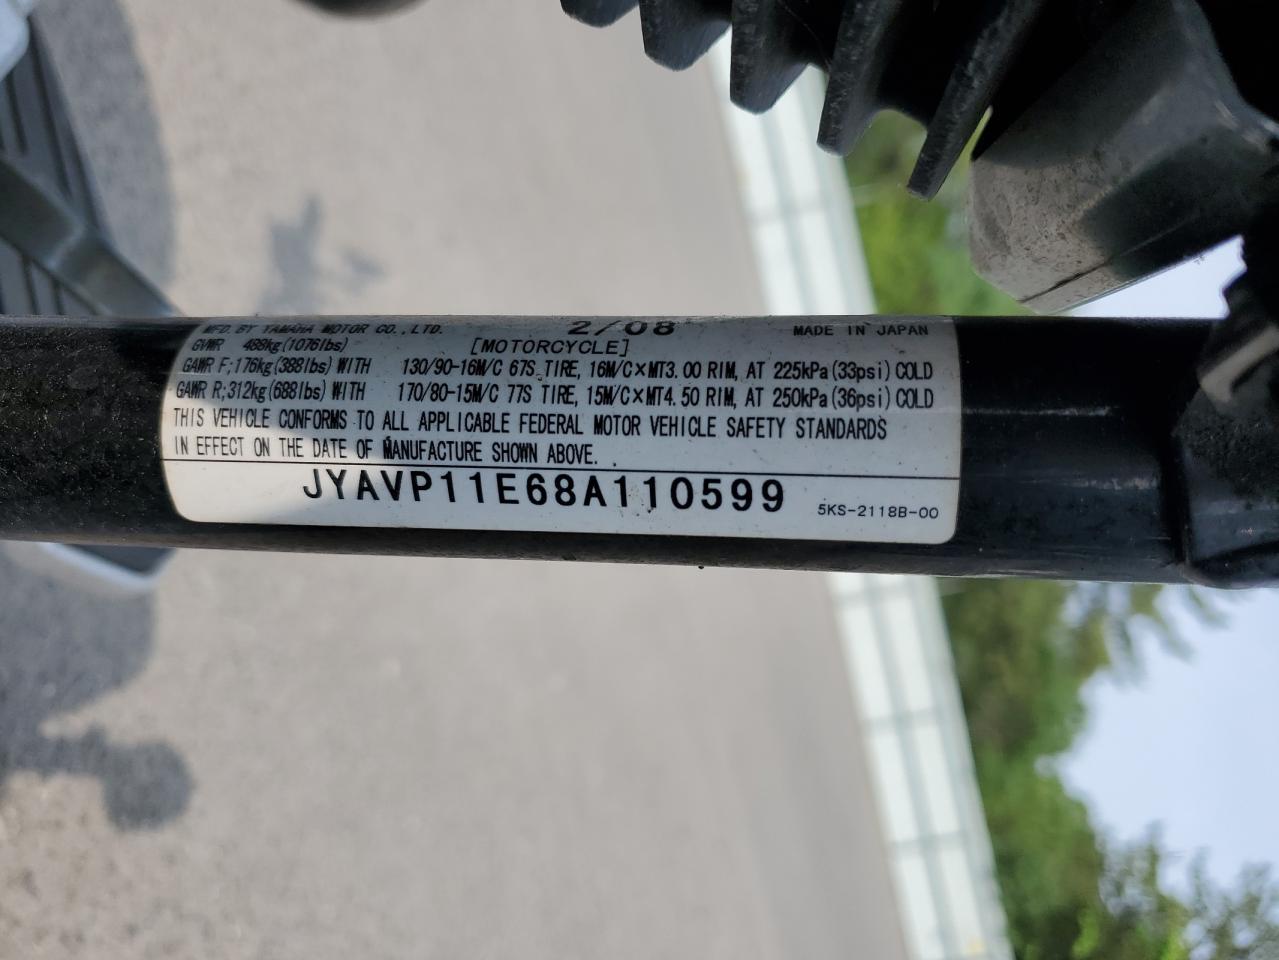 MFD. BY YAMAHA MOTOR CO., LTD. 2/08 MADE IN JAPAN
GVWR 488kg(1076lbs) [MOTORCYCLE]
GAWR F;176kg(388lbs) WITH 130/90-16M/C 67S TIRE, 16M/C×MT3.00 RIM, AT 225kPa(33psi) COLD
GAWR R;312kg(688lbs) WITH 170/80-15M/C 77S TIRE, 15M/C×MT4.50 RIM, AT 250kPa(36psi) COLD
THIS VEHICLE CONFORMS TO ALL APPLICABLE FEDERAL MOTOR VEHICLE SAFETY STANDARDS
IN EFFECT ON THE DATE OF MANUFACTURE SHOWN ABOVE.
JYAVP11E68A110599 5KS-2118B-00